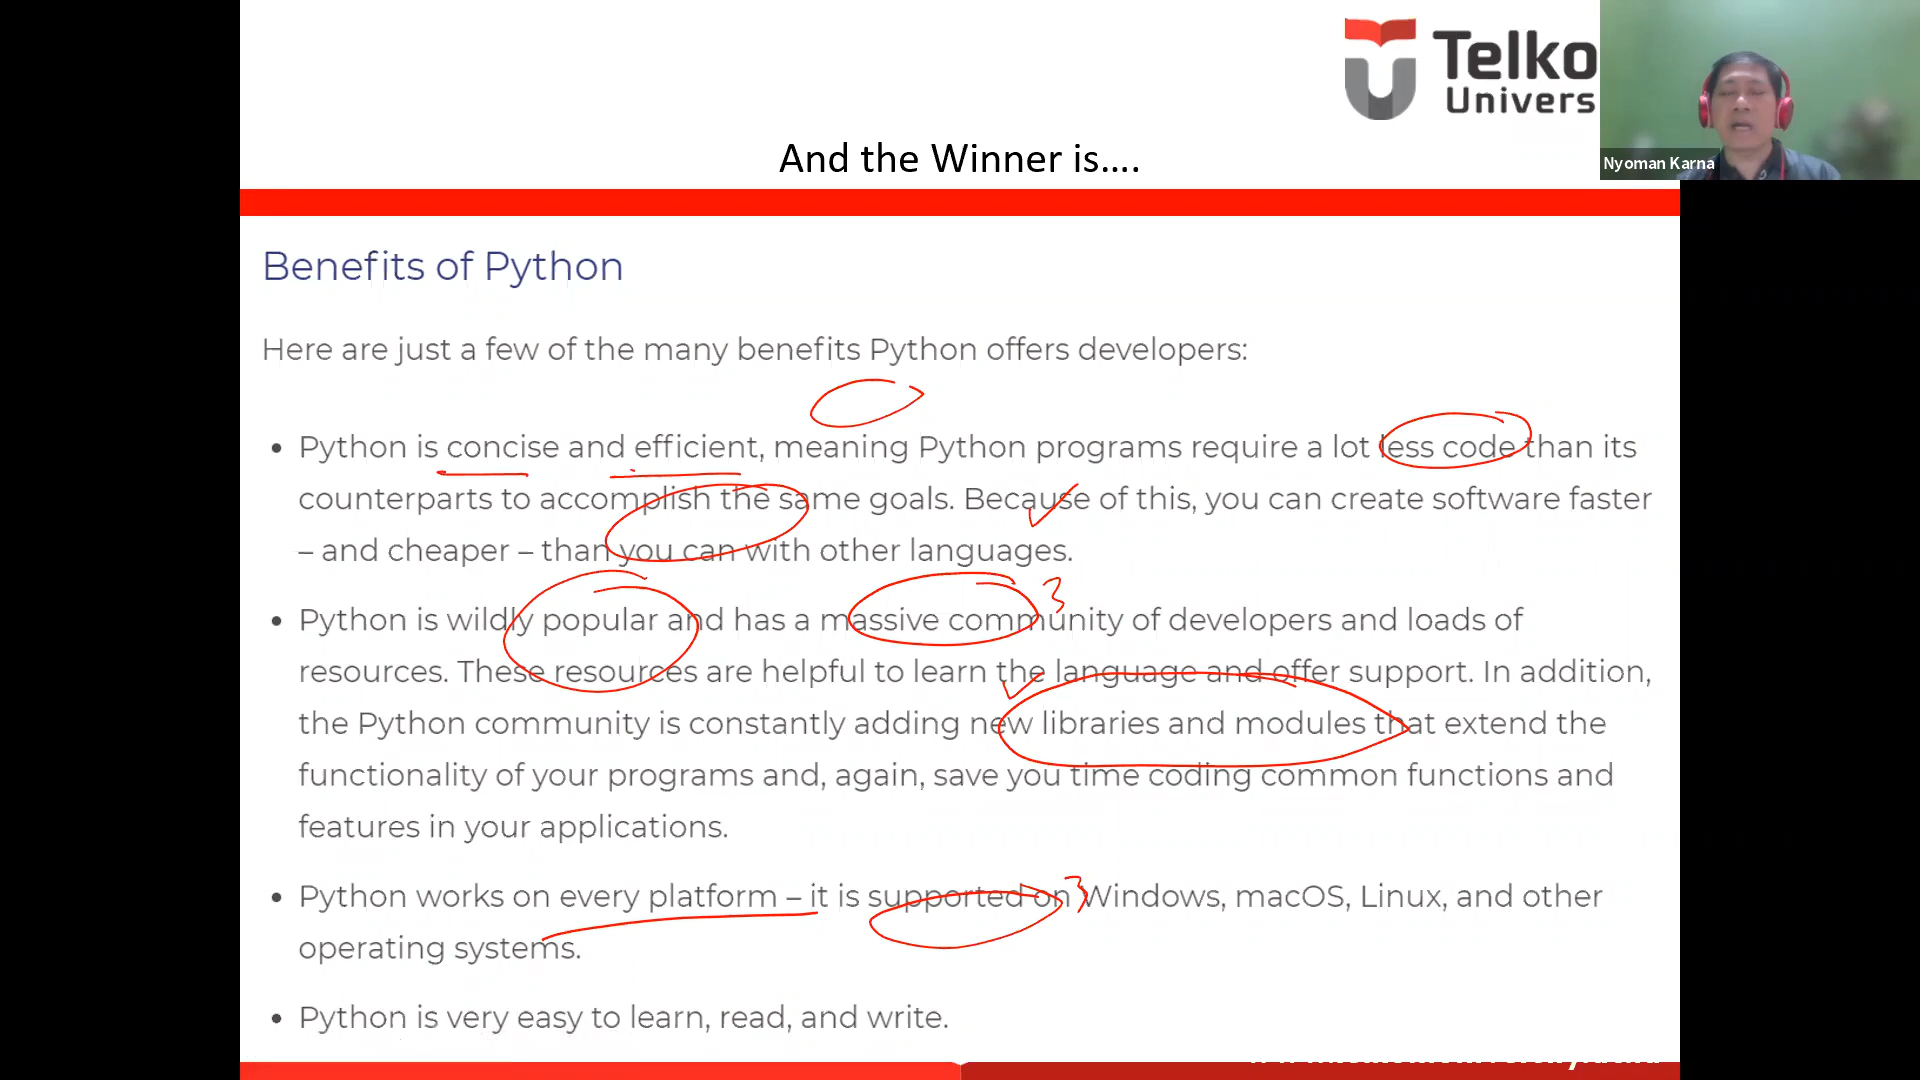 Telko
Univers
Nyoman Karna
And the Winner is....
Benefits of Python
Here are just a few of the many benefits Python offers developers:
• Python is concise and efficient, meaning Python programs require a lot less code than its
counterparts to accomplish the same goals. Because of this, you can create software faster
– and cheaper – than you can with other languages.
• Python is wildly popular and has a massive community of developers and loads of
resources. These resources are helpful to learn the language and offer support. In addition,
the Python community is constantly adding new libraries and modules that extend the
functionality of your programs and, again, save you time coding common functions and
features in your applications.
• Python works on every platform – it is supported on Windows, macOS, Linux, and other
operating systems.
• Python is very easy to learn, read, and write.